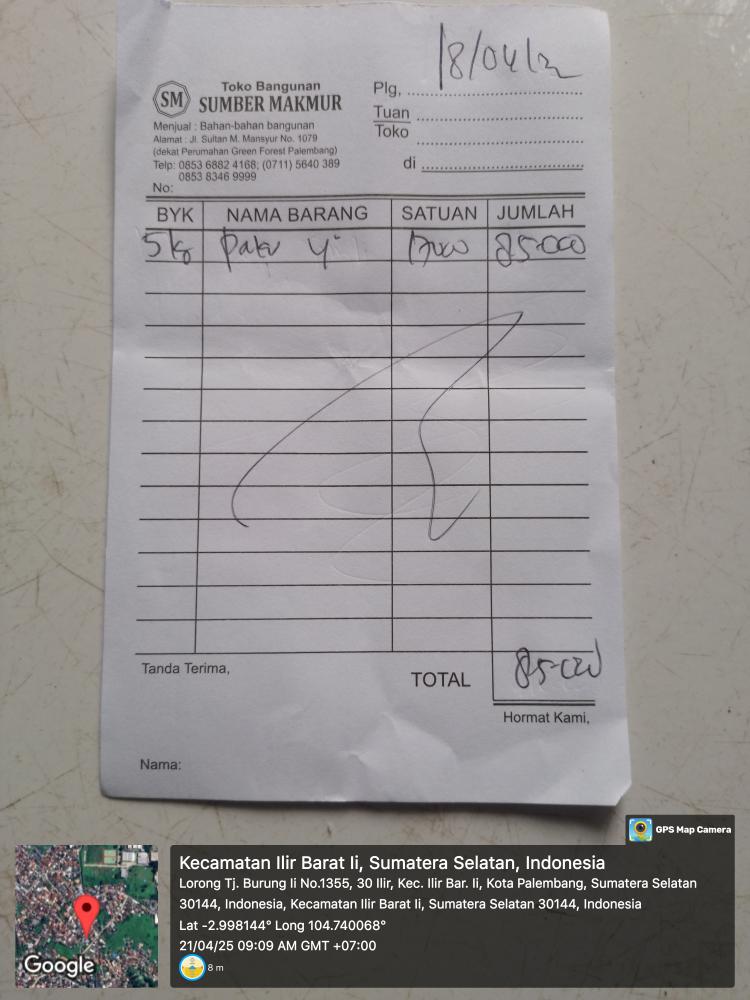 18/04/2
SM
Toko Bangunan
SUMBER MAKMUR
Menjual : Bahan-bahan bangunan
Alamat : Jl. Sultan M. Mansyur No. 1079
(dekat Perumahan Green Forest Palembang)
Telp: 0853 6882 4168; (0711) 5640 389
0853 8346 9999
No:
Plg, ..............................
Tuan ..............................
Toko ..............................
di ..............................
BYK NAMA BARANG SATUAN JUMLAH
5 kg paku 4" 17000 85.000
Tanda Terima,
TOTAL 85.000
Hormat Kami,
Nama:
GPS Map Camera
Kecamatan Ilir Barat Ii, Sumatera Selatan, Indonesia
Lorong Tj. Burung Ii No.1355, 30 Ilir, Kec. Ilir Bar. Ii, Kota Palembang, Sumatera Selatan
30144, Indonesia, Kecamatan Ilir Barat Ii, Sumatera Selatan 30144, Indonesia
Lat -2.998144° Long 104.740068°
21/04/25 09:09 AM GMT +07:00
8 m
Google